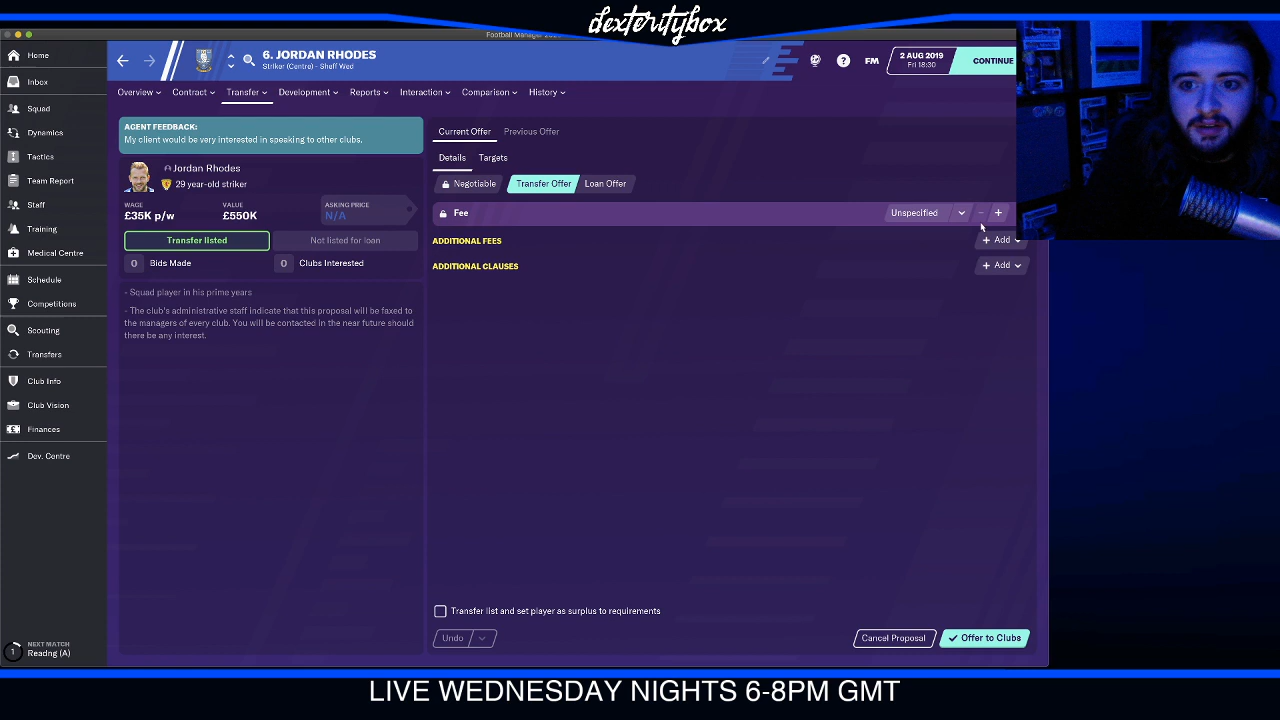 dexteritybox
Football Manager 20
Home
Inbox
Squad
Dynamics
Tactics
Team Report
Staff
Training
Medical Centre
Schedule
Competitions
Scouting
Transfers
Club Info
Club Vision
Finances
Dev. Centre
1
NEXT MATCH
Readng (A)
6. JORDAN RHODES
Striker (Centre) - Sheff Wed
?
FM
2 AUG 2019
Fri 18:30
CONTINUE
Overview
Contract
Transfer
Development
Reports
Interaction
Comparison
History
AGENT FEEDBACK:
My client would be very interested in speaking to other clubs.
Jordan Rhodes
29 year-old striker
WAGE
£35K p/w
VALUE
£550K
ASKING PRICE
N/A
Transfer listed
Not listed for loan
0 Bids Made
0 Clubs Interested
- Squad player in his prime years
- The club's administrative staff indicate that this proposal will be faxed to
the managers of every club. You will be contacted in the near future should
there be any interest.
Current Offer
Previous Offer
Details
Targets
Negotiable
Transfer Offer
Loan Offer
Fee
Unspecified
- +
ADDITIONAL FEES
+ Add
ADDITIONAL CLAUSES
+ Add
Transfer list and set player as surplus to requirements
Undo
Cancel Proposal
Offer to Clubs
LIVE WEDNESDAY NIGHTS 6-8PM GMT